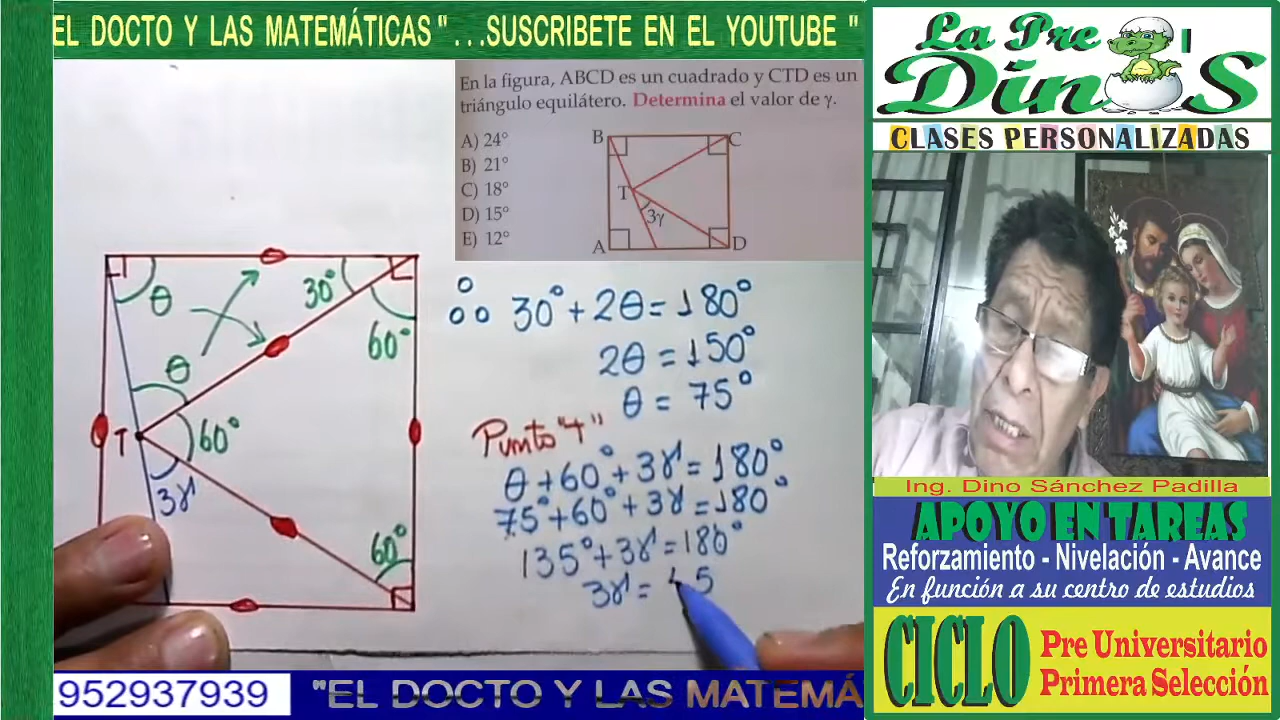 EL DOCTO Y LAS MATEMÁTICAS" ...SUSCRIBETE EN EL YOUTUBE "
La Pre
Dino'S
CLASES PERSONALIZADAS
En la figura, ABCD es un cuadrado y CTD es un
triángulo equilátero. Determina el valor de γ.
A) 24°
B) 21°
C) 18°
D) 15°
E) 12°
B
C
T
3γ
A
D
θ
30°
60°
θ
T
60°
3γ
60°
30° + 2θ = 180°
2θ = 150°
θ = 75°
Punto "T"
θ + 60° + 3γ = 180°
75° + 60° + 3γ = 180°
135° + 3γ = 180°
3γ = 45
Ing. Dino Sánchez Padilla
APOYO EN TAREAS
Reforzamiento - Nivelación - Avance
En función a su centro de estudios
CICLO
Pre Universitario
Primera Selección
952937939
"EL DOCTO Y LAS MATEMÁ